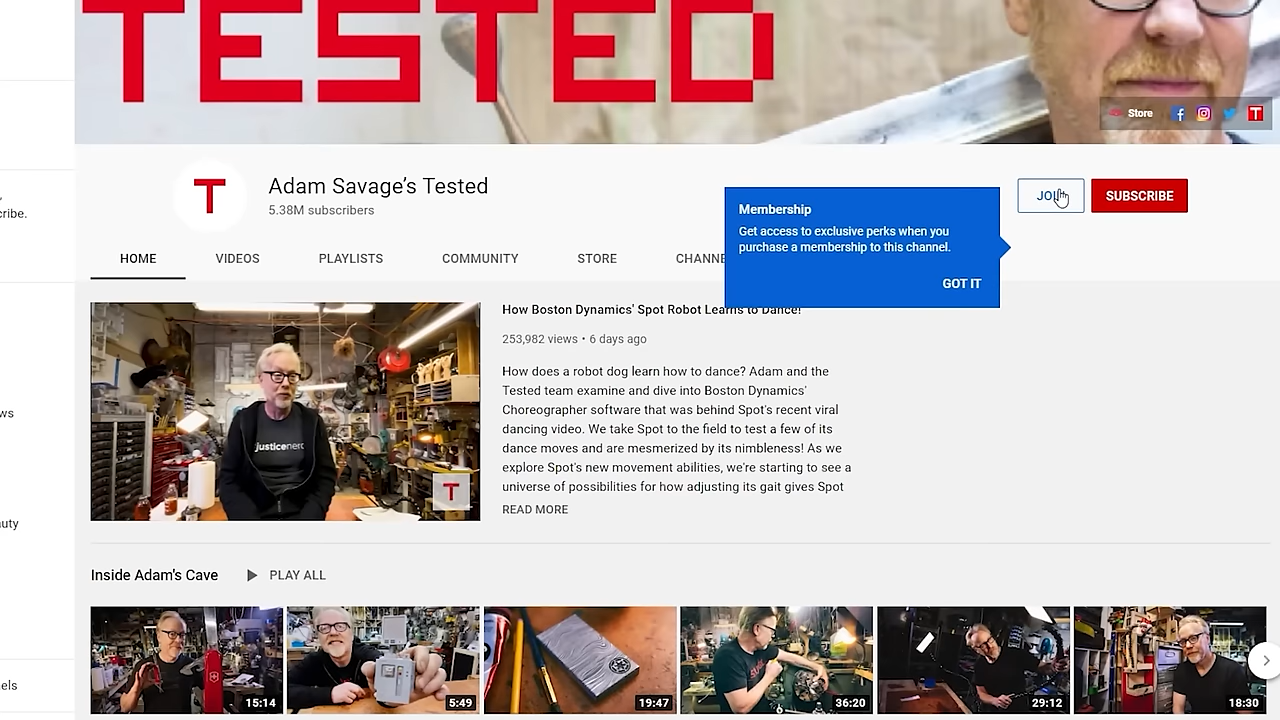 TESTED
Store
T
T
Adam Savage's Tested
5.38M subscribers
JOIN
SUBSCRIBE
cribe.
Membership
Get access to exclusive perks when you
purchase a membership to this channel.
GOT IT
HOME
VIDEOS
PLAYLISTS
COMMUNITY
STORE
CHANNE
How Boston Dynamics' Spot Robot Learns to Dance!
253,982 views • 6 days ago
How does a robot dog learn how to dance? Adam and the
Tested team examine and dive into Boston Dynamics'
Choreographer software that was behind Spot's recent viral
dancing video. We take Spot to the field to test a few of its
dance moves and are mesmerized by its nimbleness! As we
explore Spot's new movement abilities, we're starting to see a
universe of possibilities for how adjusting its gait gives Spot
READ MORE
justicenerd
T
ws
uty
els
Inside Adam's Cave
PLAY ALL
15:14
5:49
19:47
36:20
29:12
18:30